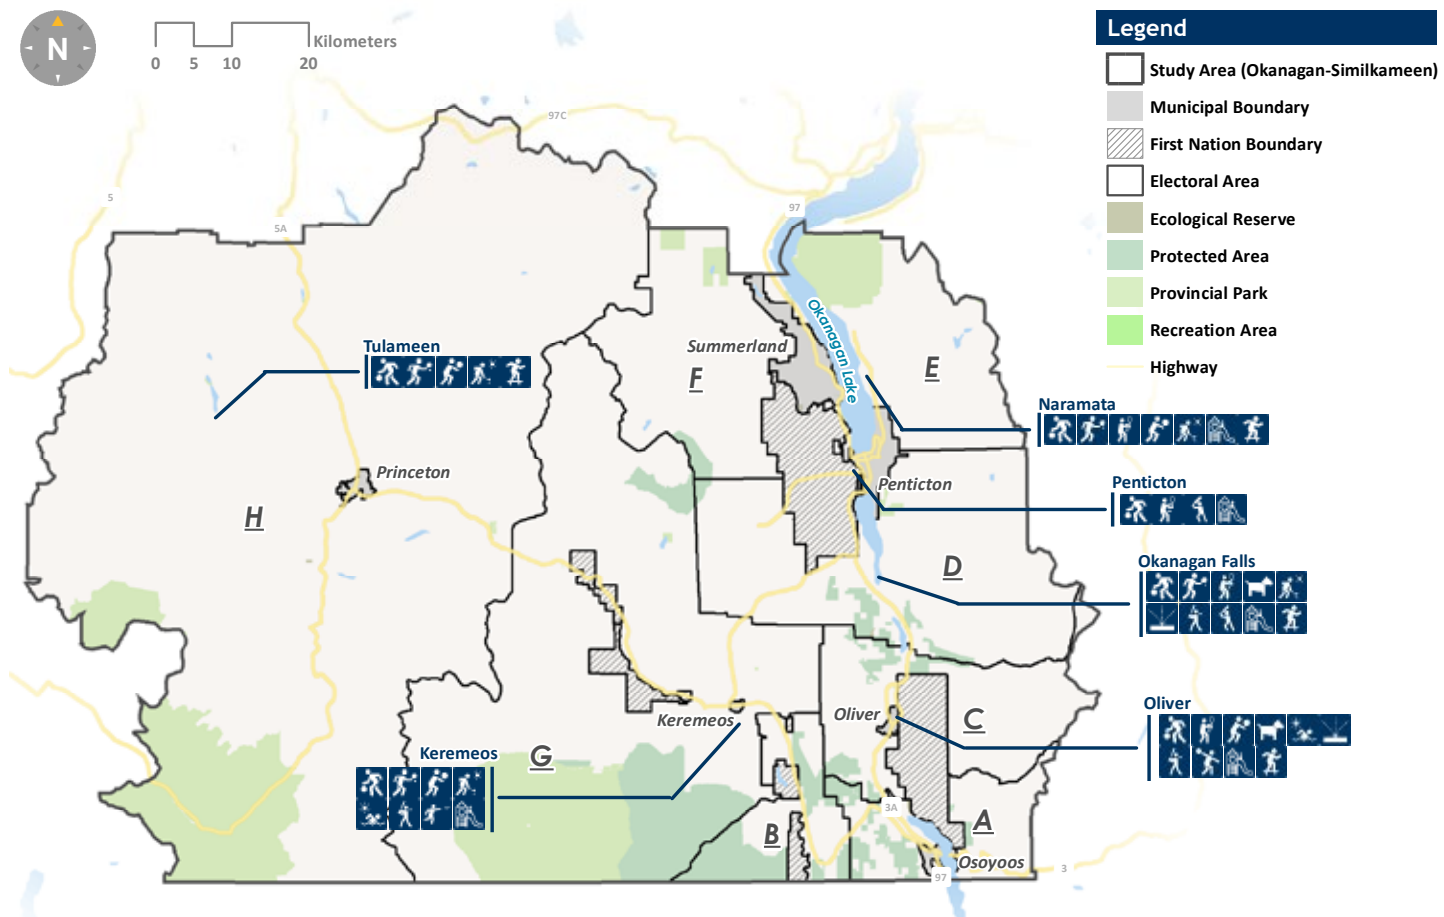 N
Kilometers
0 5 10 20
Legend
Study Area (Okanagan-Similkameen)
Municipal Boundary
First Nation Boundary
Electoral Area
Ecological Reserve
Protected Area
Provincial Park
Recreation Area
Highway
97C
5
97
5A
Okanagan Lake
Tulameen
Summerland
F
E
Naramata
Princeton
Penticton
Penticton
H
Okanagan Falls
D
Oliver
Keremeos
Oliver
C
Keremeos
G
3A
B
A
Osoyoos
3
97